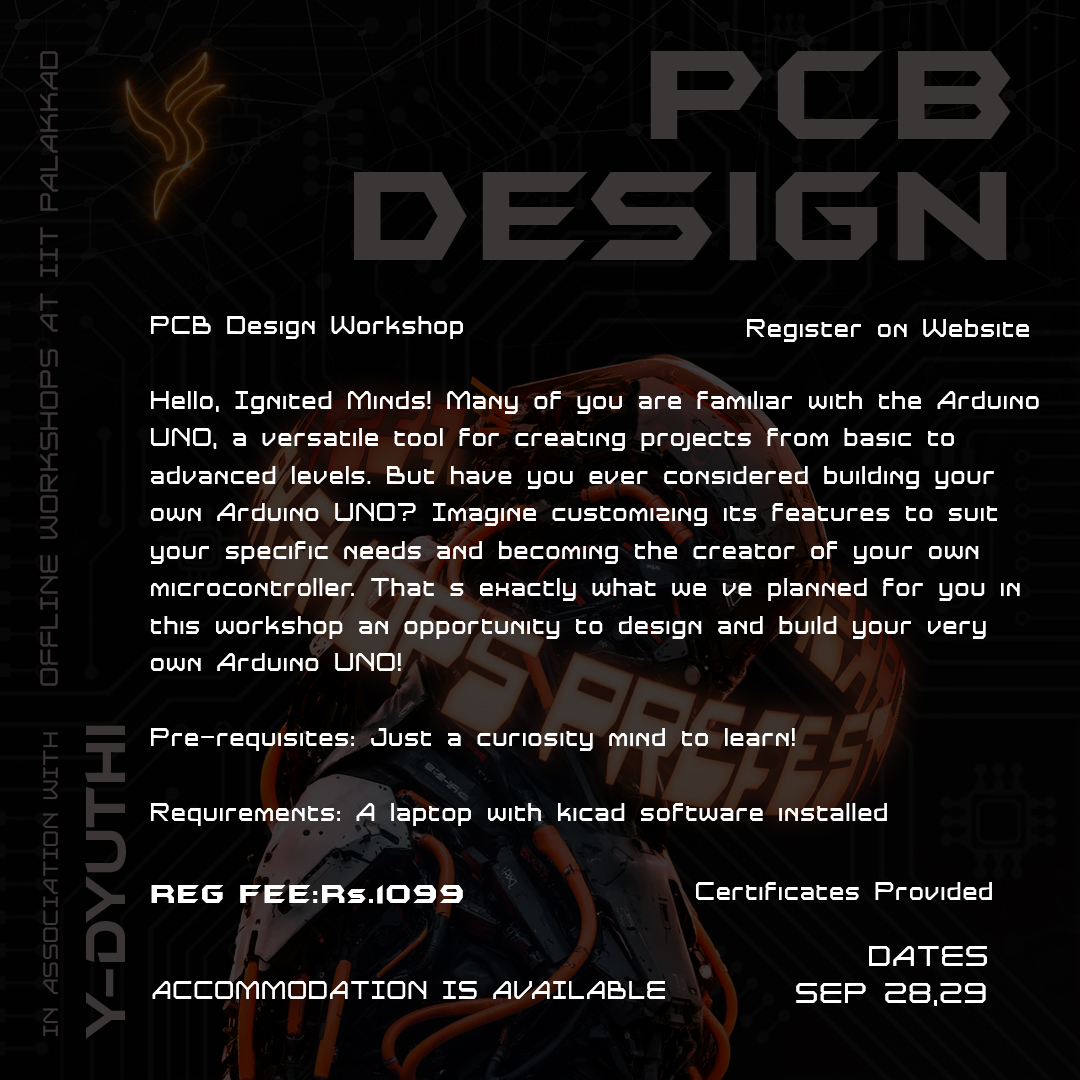 PCB
DESIGN
OFFLINE WORKSHOPS AT IIT PALAKKAD
IN ASSOCIATION WITH
Y-DYUTHI
PCB Design Workshop
Register on Website
Hello, Ignited Minds! Many of you are familiar with the Arduino
UNO, a versatile tool for creating projects from basic to
advanced levels. But have you ever considered building your
own Arduino UNO? Imagine customizing its features to suit
your specific needs and becoming the creator of your own
microcontroller. That s exactly what we ve planned for you in
this workshop an opportunity to design and build your very
own Arduino UNO!
Pre-requisites: Just a curiosity mind to learn!
Requirements: A laptop with kicad software installed
REG FEE:Rs.1099
Certificates Provided
DATES
SEP 28,29
ACCOMMODATION IS AVAILABLE